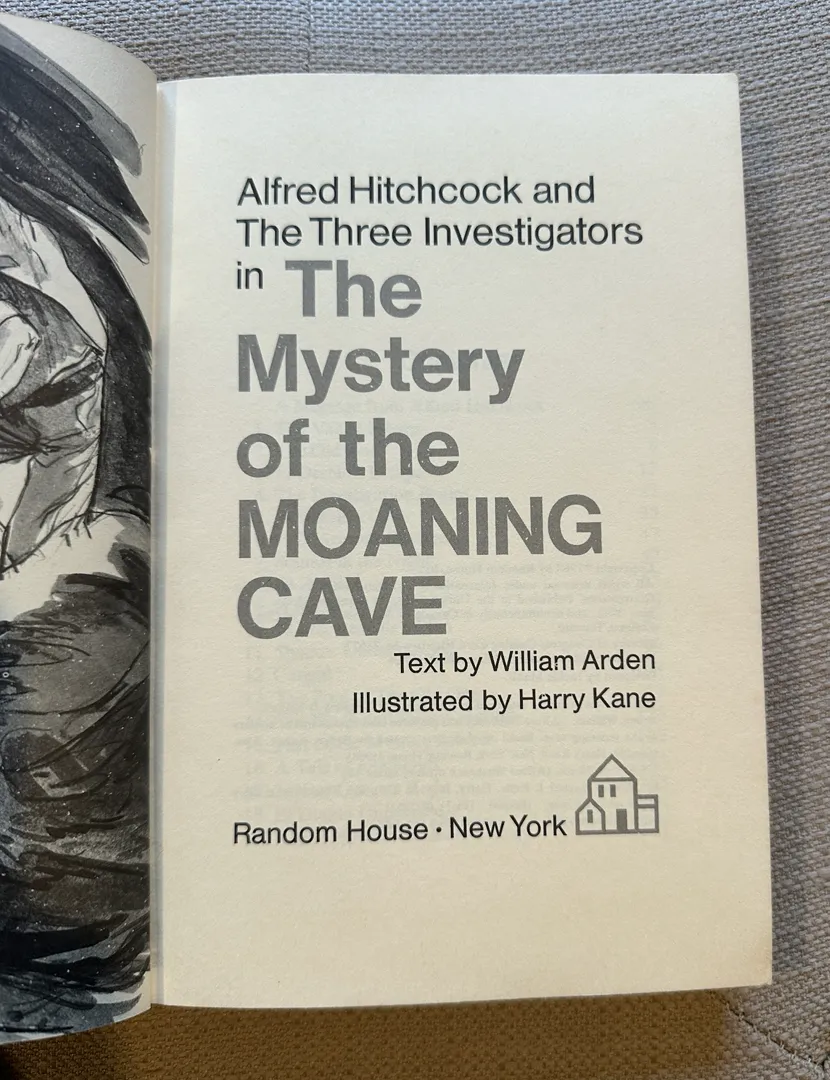 Alfred Hitchcock and
The Three Investigators
in The
Mystery
of the
MOANING
CAVE
Text by William Arden
Illustrated by Harry Kane
Random House · New York